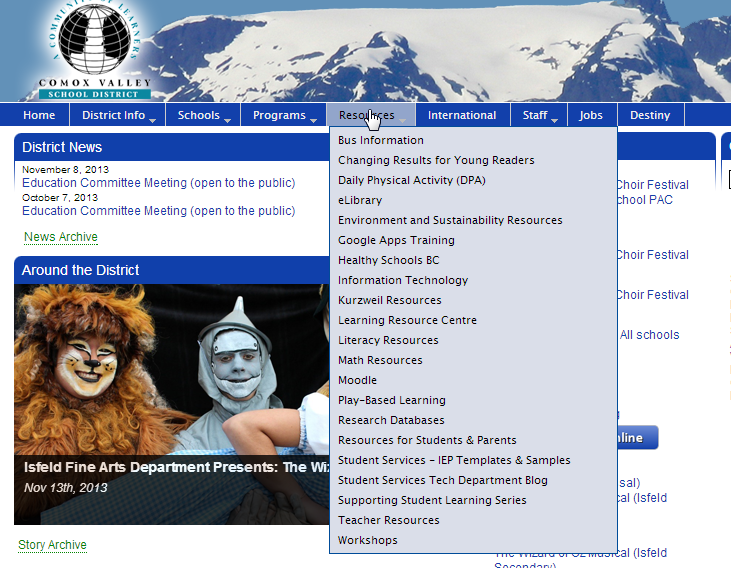 A COMMUNITY OF LEARNERS
COMOX VALLEY
SCHOOL DISTRICT
Home District Info Schools Programs Resources International Staff Jobs Destiny
District News
November 8, 2013
Education Committee Meeting (open to the public)
October 7, 2013
Education Committee Meeting (open to the public)
News Archive
Around the District
Isfeld Fine Arts Department Presents: The Wiz
Nov 13th, 2013
Story Archive
Bus Information
Changing Results for Young Readers
Daily Physical Activity (DPA)
eLibrary
Environment and Sustainability Resources
Google Apps Training
Healthy Schools BC
Information Technology
Kurzweil Resources
Learning Resource Centre
Literacy Resources
Math Resources
Moodle
Play-Based Learning
Research Databases
Resources for Students & Parents
Student Services - IEP Templates & Samples
Student Services Tech Department Blog
Supporting Student Learning Series
Teacher Resources
Workshops
Choir Festival
chool PAC
Choir Festival
Choir Festival
All schools
nline
sal)
cal (Isfeld
The Wizard of Oz Musical (Isfeld
Secondary)